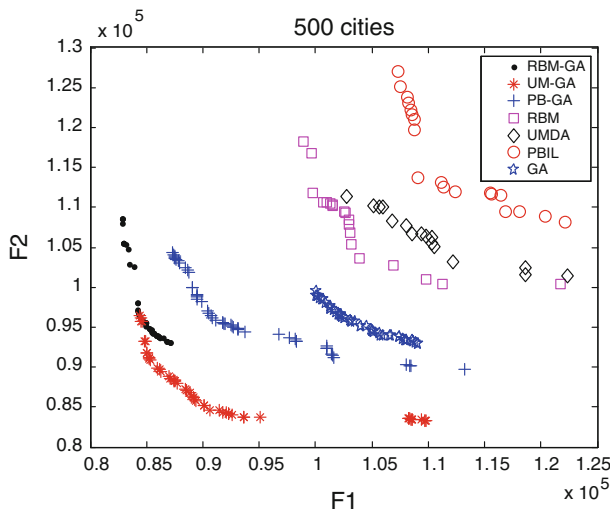 500 cities
x 10^5
1.3
1.25
1.2
1.15
1.1
1.05
1
0.95
0.9
0.85
0.8
F2
RBM-GA
UM-GA
PB-GA
RBM
UMDA
PBIL
GA
0.8 0.85 0.9 0.95 1 1.05 1.1 1.15 1.2 1.25
F1
x 10^5